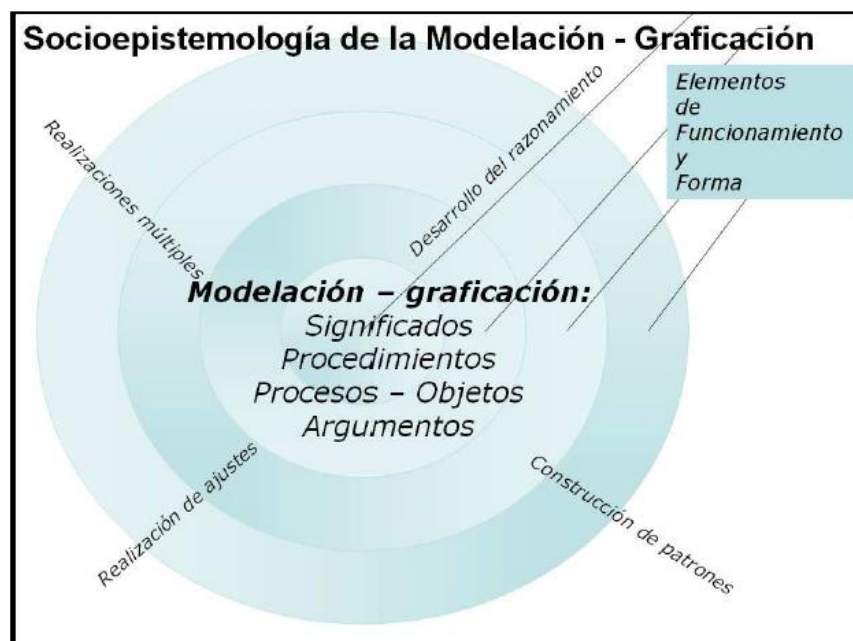 Socioepistemología de la Modelación - Graficación
Elementos
de
Funcionamiento
y
Forma
Realizaciones múltiples
Desarrollo del razonamiento
Modelación – graficación:
Significados
Procedimientos
Procesos – Objetos
Argumentos
Realización de ajustes
Construcción de patrones